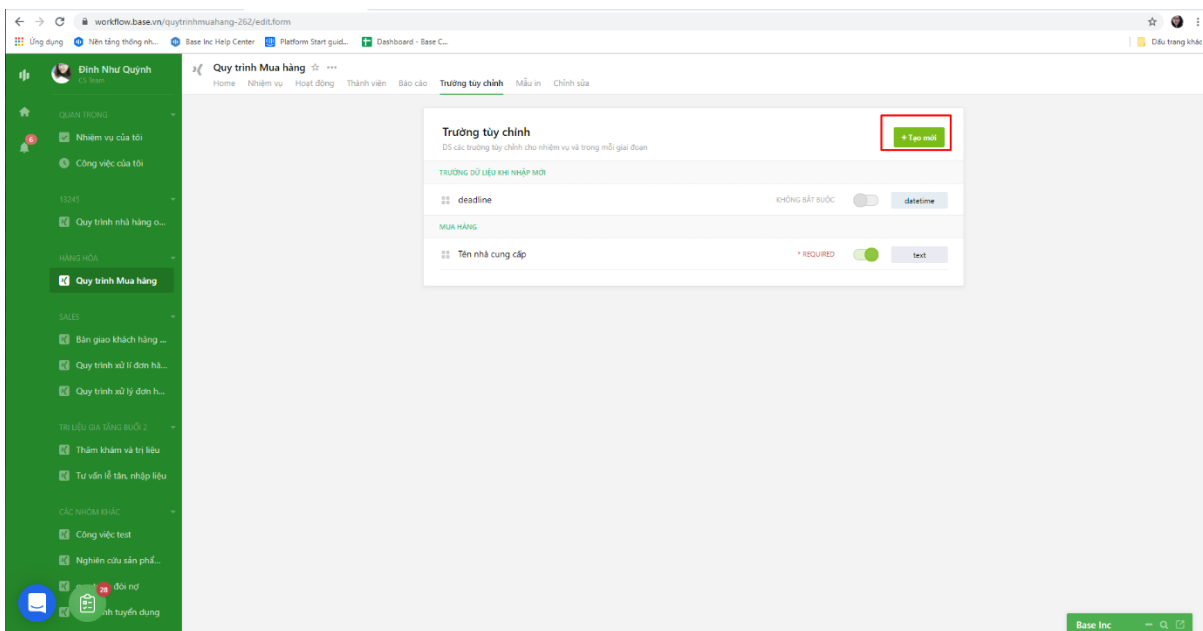 workflow.base.vn/quytrinhmuahang-262/edit.form
Ứng dụng Nền tảng thống nh... Base Inc Help Center Platform Start guid... Dashboard - Base C... Dấu trang khác
Đinh Như Quỳnh
CS Team
Quy trình Mua hàng
Home Nhiệm vụ Hoạt động Thành viên Báo cáo Trường tùy chỉnh Mẫu in Chỉnh sửa
QUAN TRỌNG
6
Nhiệm vụ của tôi
Công việc của tôi
13245
Quy trình nhà hàng o...
HÀNG HÓA
Quy trình Mua hàng
SALES
Bàn giao khách hàng ...
Quy trình xử lí đơn hà...
Quy trình xử lý đơn h...
TRỊ LIỆU GIA TĂNG BUỔI 2
Thăm khám và trị liệu
Tư vấn lễ tân, nhập liệu
CÁC NHÓM KHÁC
Công việc test
Nghiên cứu sản phẩ...
28 đòi nợ
nh tuyển dụng
Trường tùy chỉnh
DS các trường tùy chỉnh cho nhiệm vụ và trong mỗi giai đoạn
+ Tạo mới
TRƯỜNG DỮ LIỆU KHI NHẬP MỚI
deadline KHÔNG BẮT BUỘC datetime
MUA HÀNG
Tên nhà cung cấp * REQUIRED text
Base Inc